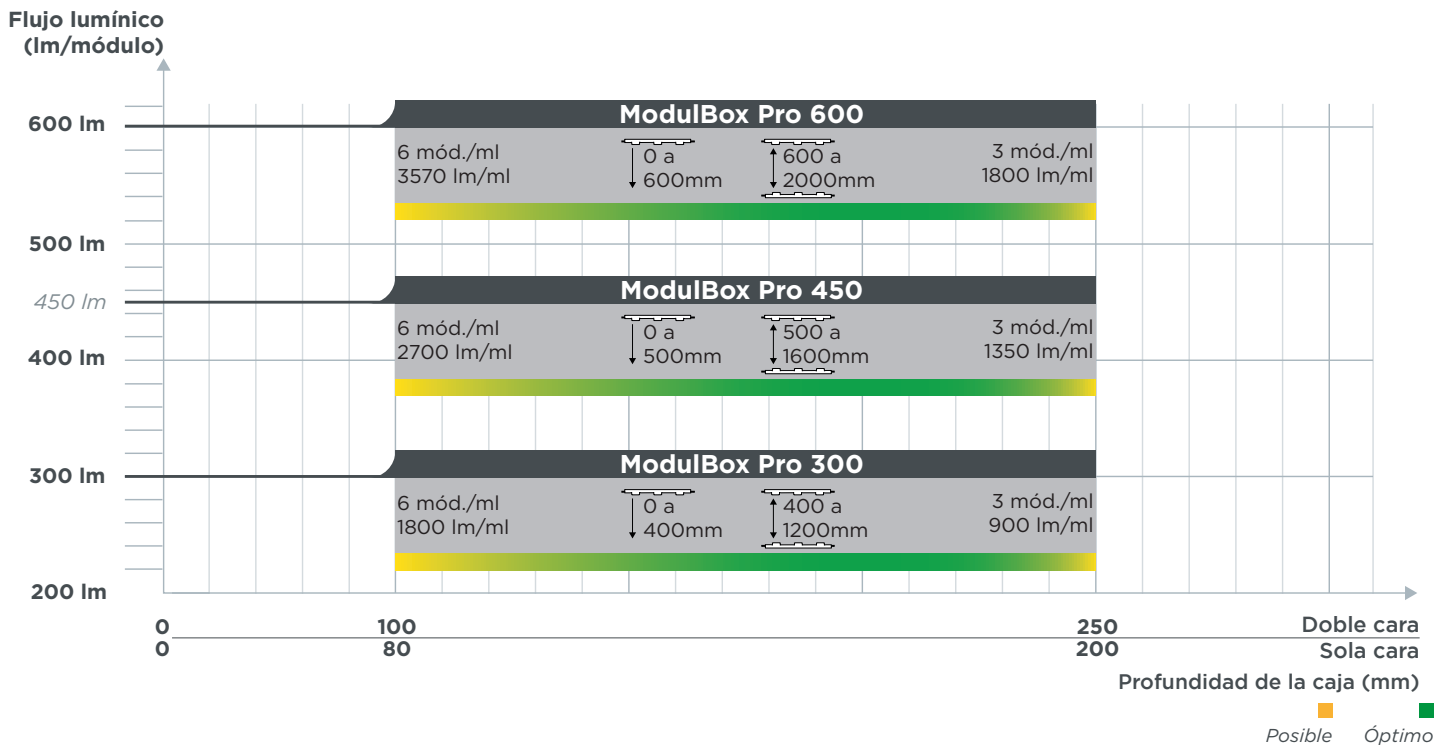 Flujo lumínico
(lm/módulo)
600 lm
500 lm
450 lm
400 lm
300 lm
200 lm
ModulBox Pro 600
6 mód./ml
3570 lm/ml
0 a
600mm
600 a
2000mm
3 mód./ml
1800 lm/ml
ModulBox Pro 450
6 mód./ml
2700 lm/ml
0 a
500mm
500 a
1600mm
3 mód./ml
1350 lm/ml
ModulBox Pro 300
6 mód./ml
1800 lm/ml
0 a
400mm
400 a
1200mm
3 mód./ml
900 lm/ml
0 100 250 Doble cara
0 80 200 Sola cara
Profundidad de la caja (mm)
Posible Óptimo